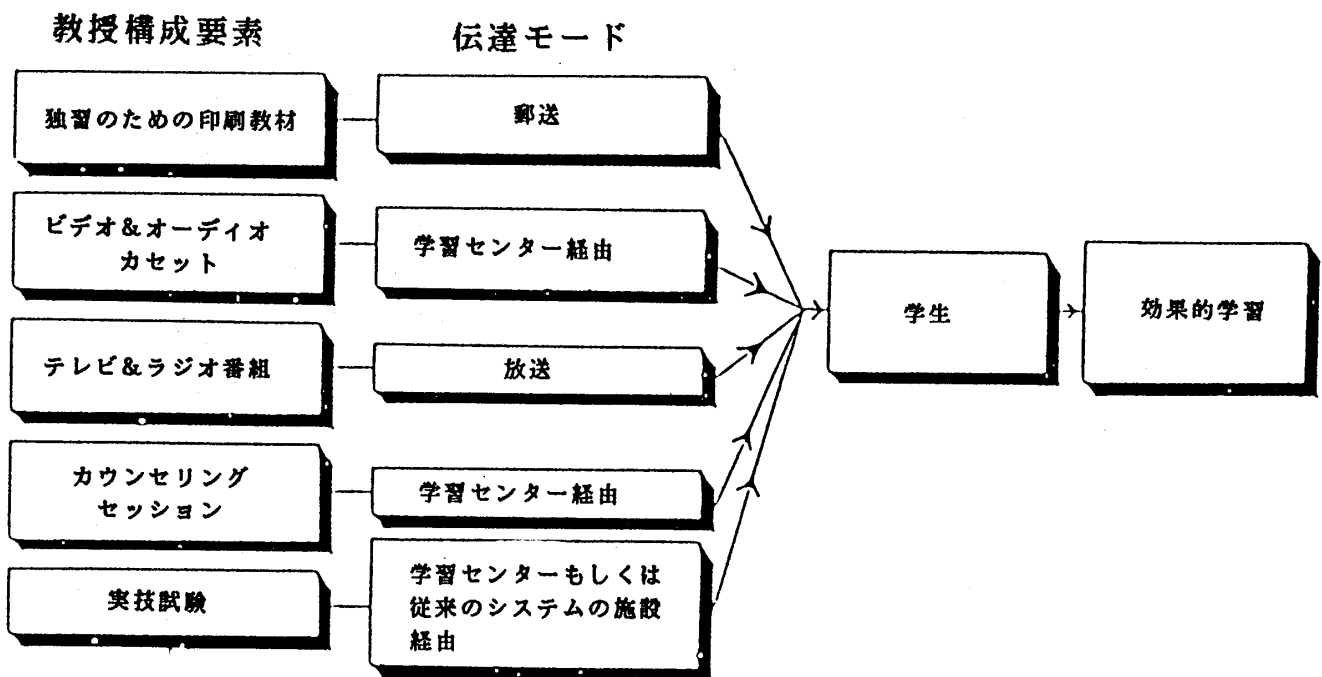 教授構成要素
伝達モード
独習のための印刷教材
郵送
ビデオ&オーディオ
カセット
学習センター経由
テレビ&ラジオ番組
放送
カウンセリング
セッション
学習センター経由
実技試験
学習センターもしくは
従来のシステムの施設
経由
学生
効果的学習